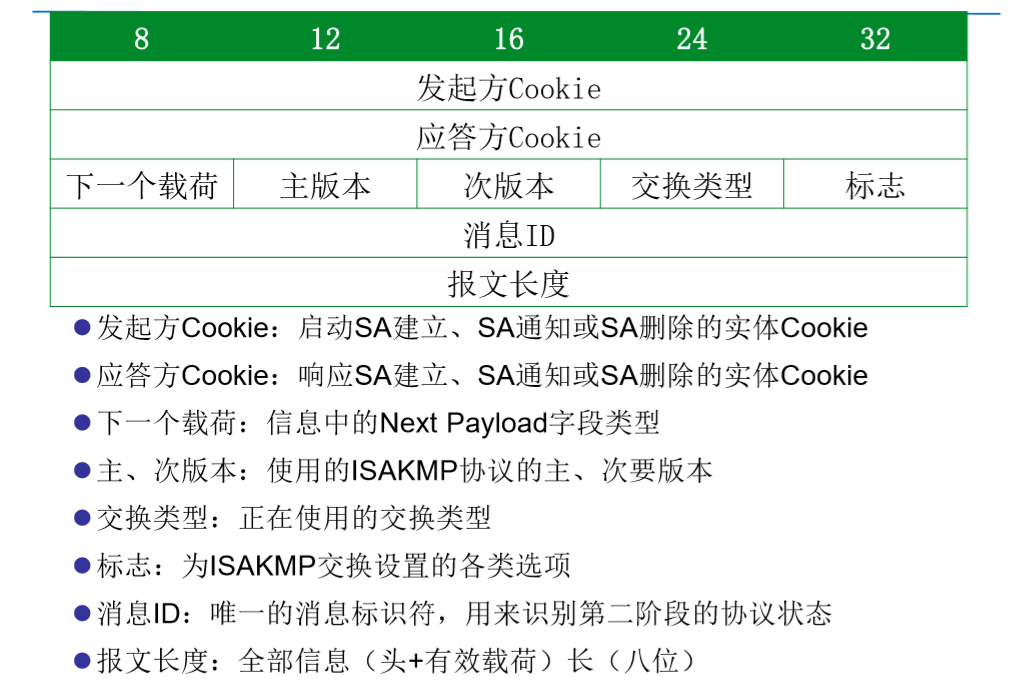 8 12 16 24 32
发起方Cookie
应答方Cookie
下一个载荷 主版本 次版本 交换类型 标志
消息ID
报文长度
●发起方Cookie：启动SA建立、SA通知或SA删除的实体Cookie
●应答方Cookie：响应SA建立、SA通知或SA删除的实体Cookie
●下一个载荷：信息中的Next Payload字段类型
●主、次版本：使用的ISAKMP协议的主、次要版本
●交换类型：正在使用的交换类型
●标志：为ISAKMP交换设置的各类选项
●消息ID：唯一的消息标识符，用来识别第二阶段的协议状态
●报文长度：全部信息（头+有效载荷）长（八位）